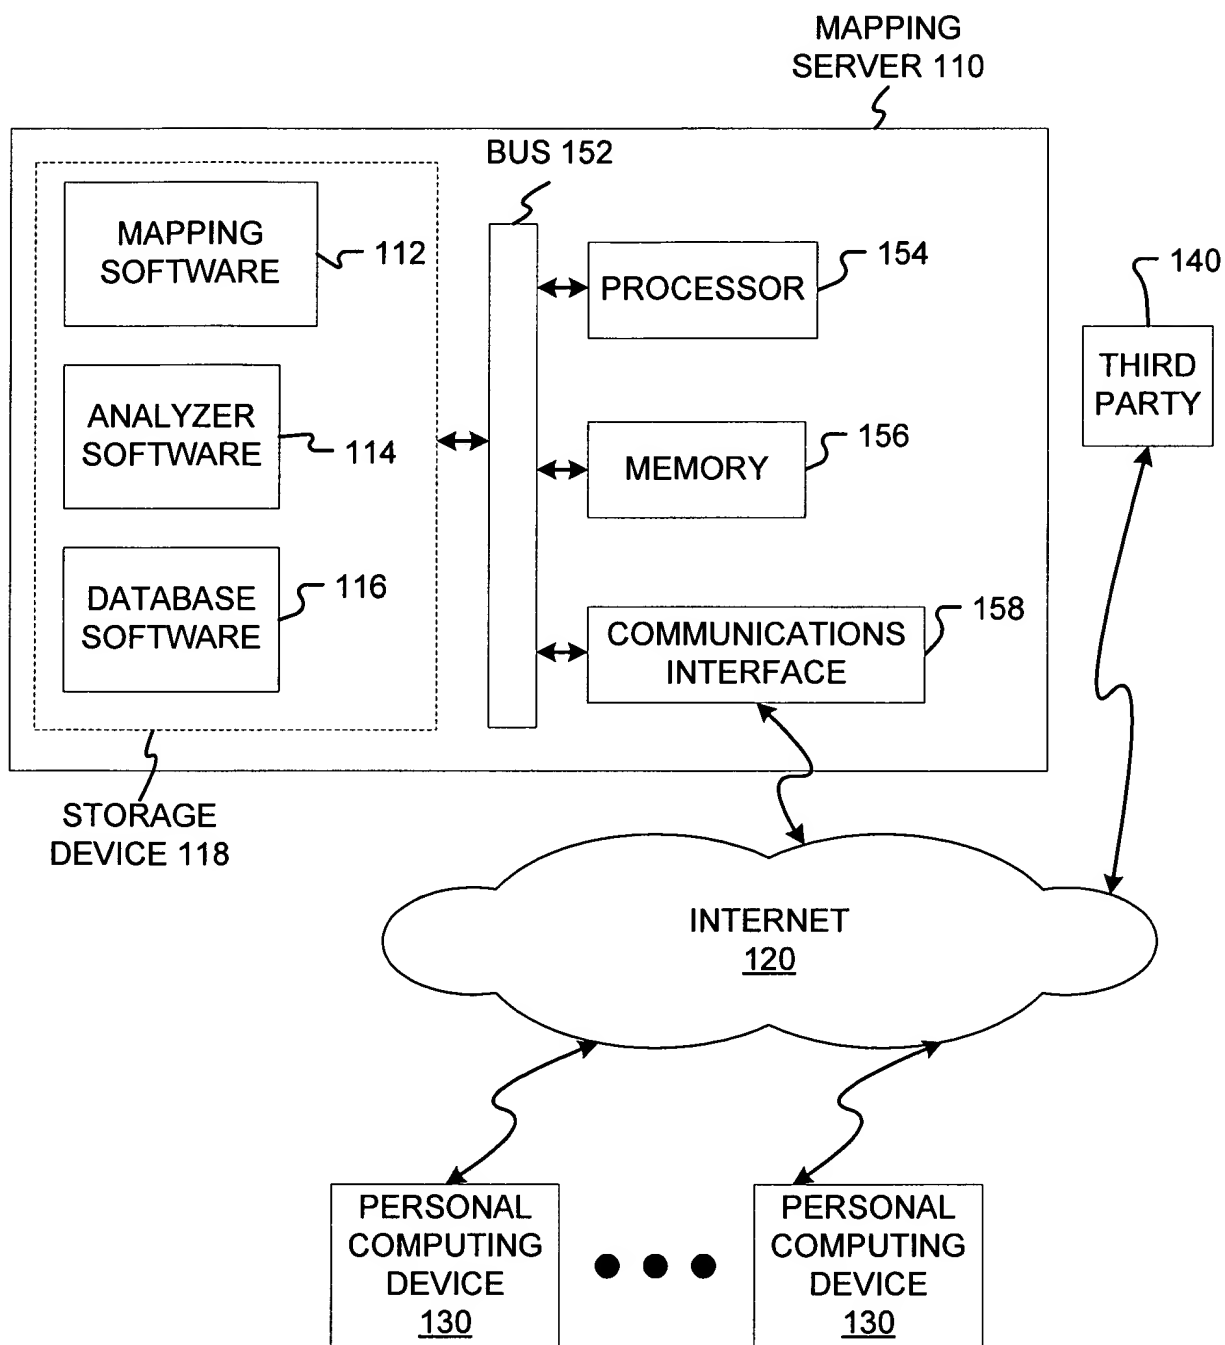 MAPPING
SERVER 110
BUS 152
MAPPING
SOFTWARE
112
PROCESSOR
154
140
THIRD
PARTY
ANALYZER
SOFTWARE
114
MEMORY
156
DATABASE
SOFTWARE
116
COMMUNICATIONS
INTERFACE
158
STORAGE
DEVICE 118
INTERNET
120
PERSONAL
COMPUTING
DEVICE
130
PERSONAL
COMPUTING
DEVICE
130